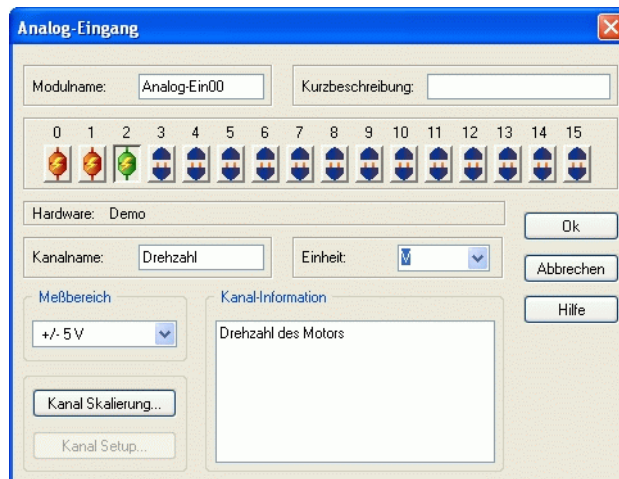 Analog-Eingang
Modulname: Analog-Ein00 Kurzbeschreibung:
0 1 2 3 4 5 6 7 8 9 10 11 12 13 14 15
Hardware: Demo
Ok
Kanalname: Drehzahl Einheit: V
Abbrechen
Meßbereich Kanal-Information
Hilfe
+/- 5 V Drehzahl des Motors
Kanal Skalierung...
Kanal Setup...